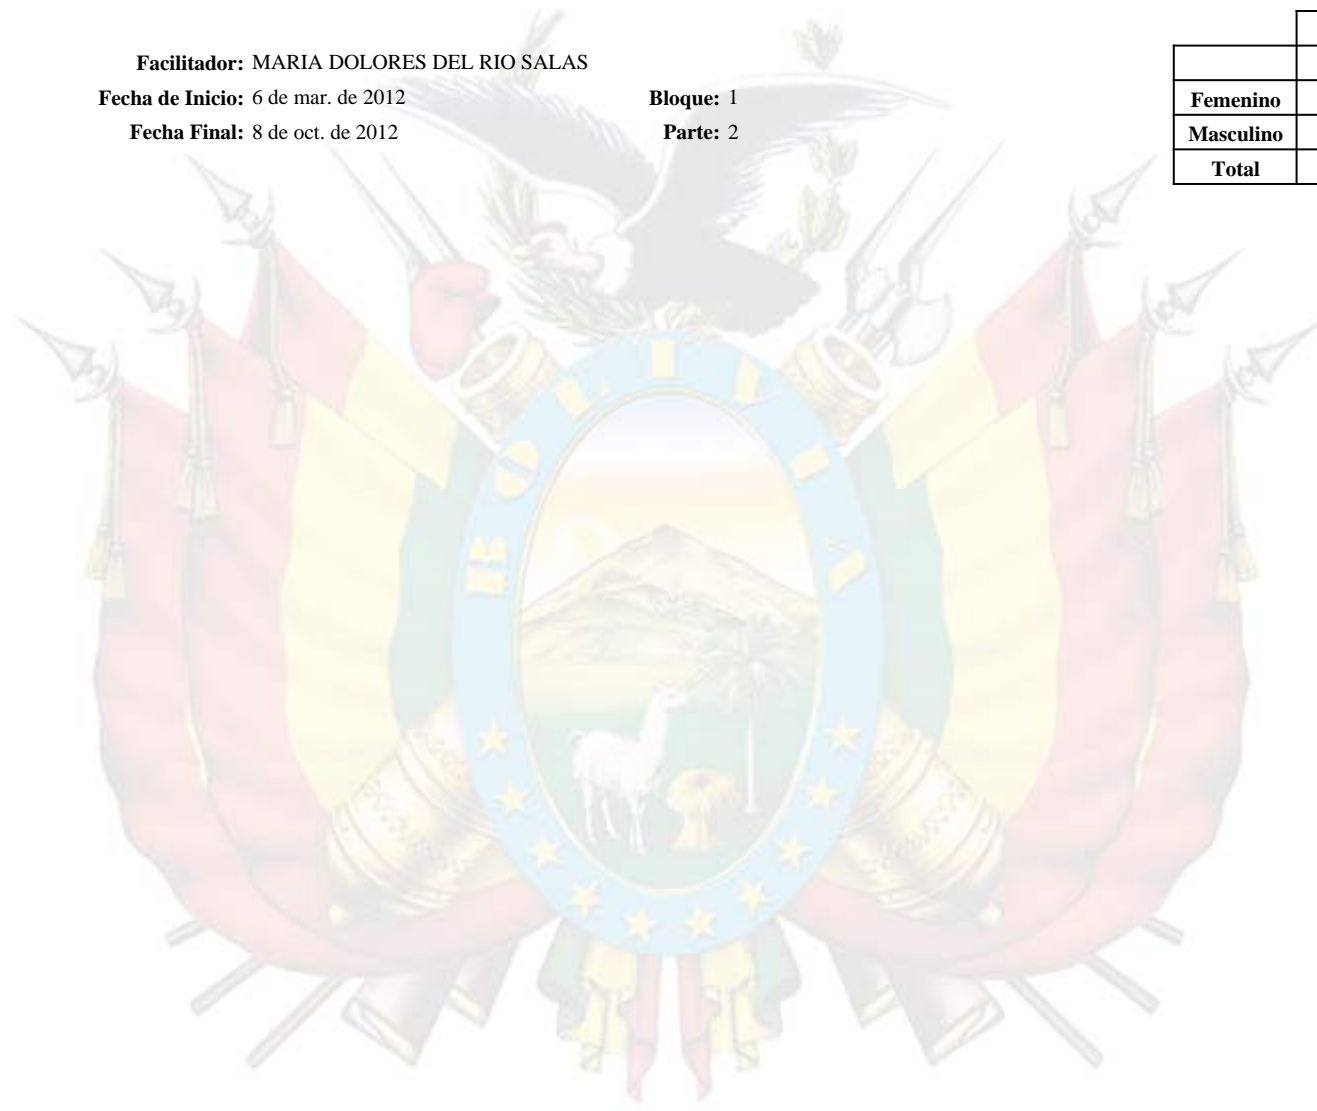 Facilitador: MARIA DOLORES DEL RIO SALAS
Fecha de Inicio: 6 de mar. de 2012 Bloque: 1
Fecha Final: 8 de oct. de 2012 Parte: 2
Femenino
Masculino
Total
BOLIVIA